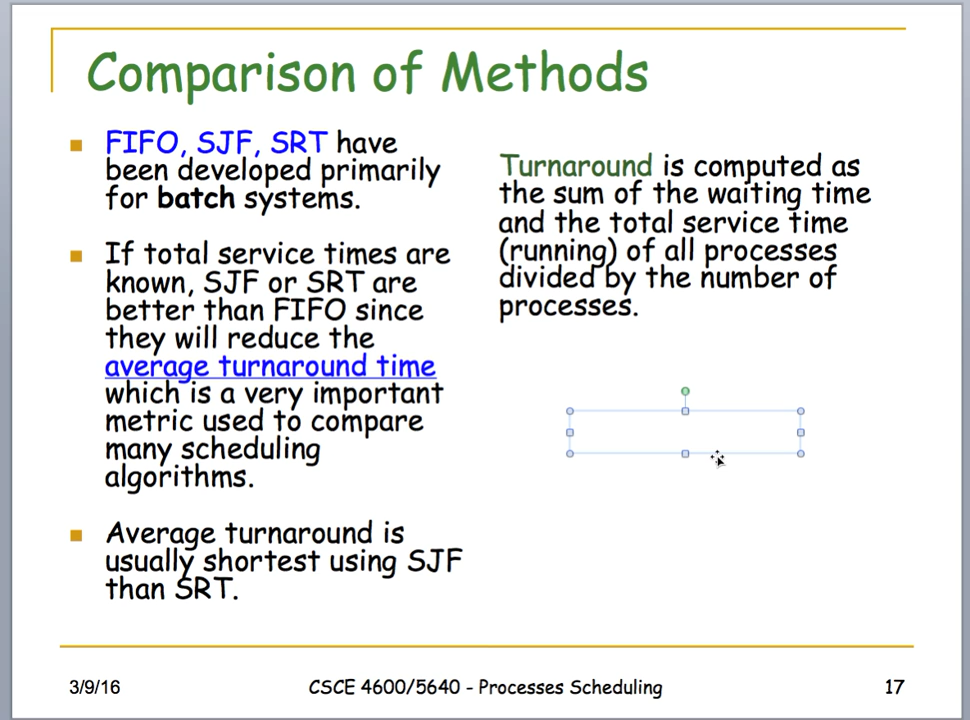 Comparison of Methods
FIFO, SJF, SRT have
been developed primarily
for batch systems.
If total service times are
known, SJF or SRT are
better than FIFO since
they will reduce the
average turnaround time
which is a very important
metric used to compare
many scheduling
algorithms.
Average turnaround is
usually shortest using SJF
than SRT.
Turnaround is computed as
the sum of the waiting time
and the total service time
(running) of all processes
divided by the number of
processes.
3/9/16
CSCE 4600/5640 - Processes Scheduling
17